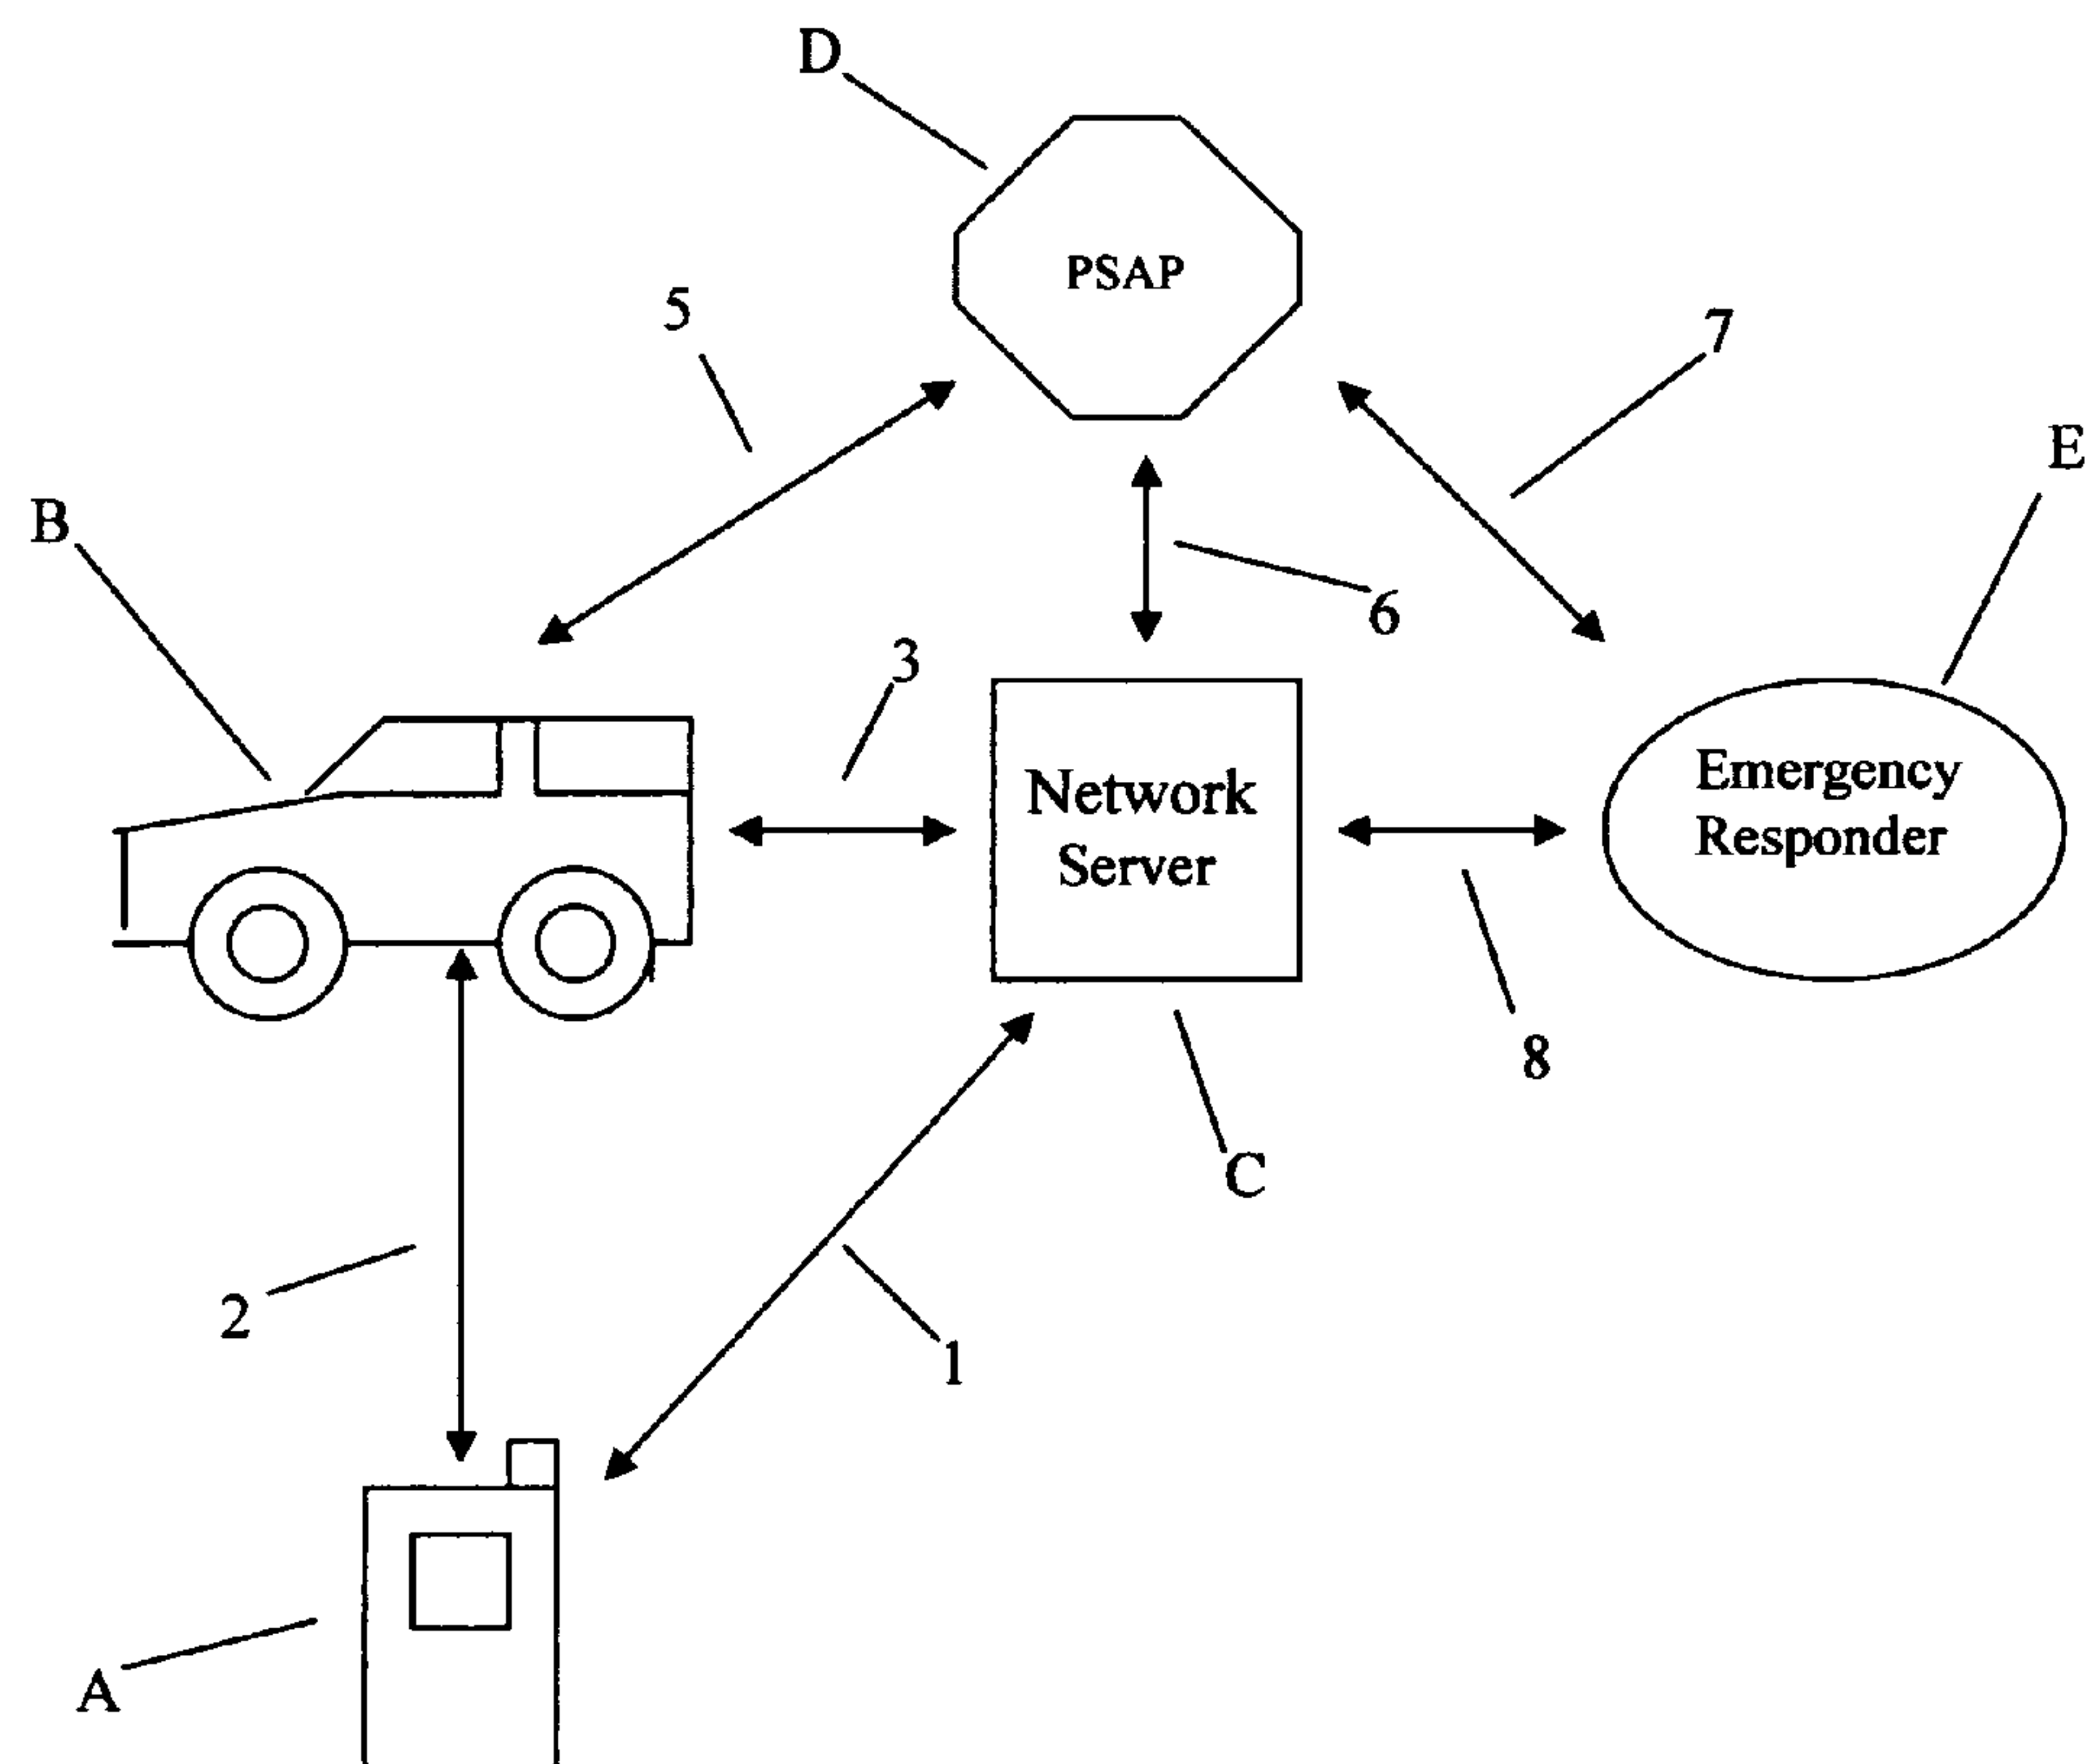 D
PSAP
5
7
E
B
6
3
Network
Server
Emergency
Responder
8
C
2
1
A